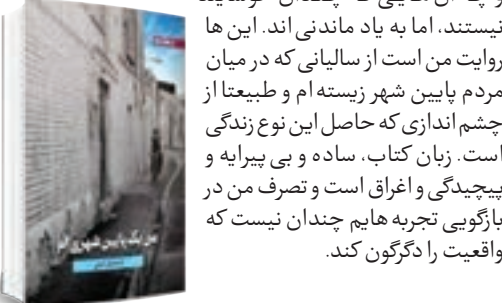 نیستند، اما به یاد ماندنی اند. این ها
روایت من است از سالیانی که در میان
مردم پایین شهر زیسته ام و طبیعتا از
چشم اندازی که حاصل این نوع زندگی
است. زبان کتاب، ساده و بی پیرایه و
پیچیدگی و اغراق است و تصرف من در
بازگویی تجربه هایم چندان نیست که
واقعیت را دگرگون کند.
من یک پایین شهری ام